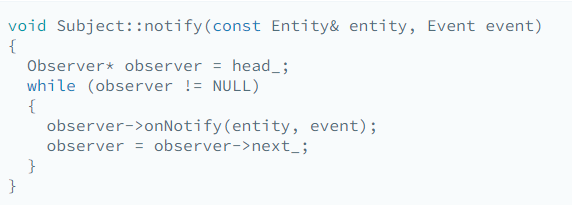 void Subject::notify(const Entity& entity, Event event)
{
  Observer* observer = head_;
  while (observer != NULL)
  {
    observer->onNotify(entity, event);
    observer = observer->next_;
  }
}